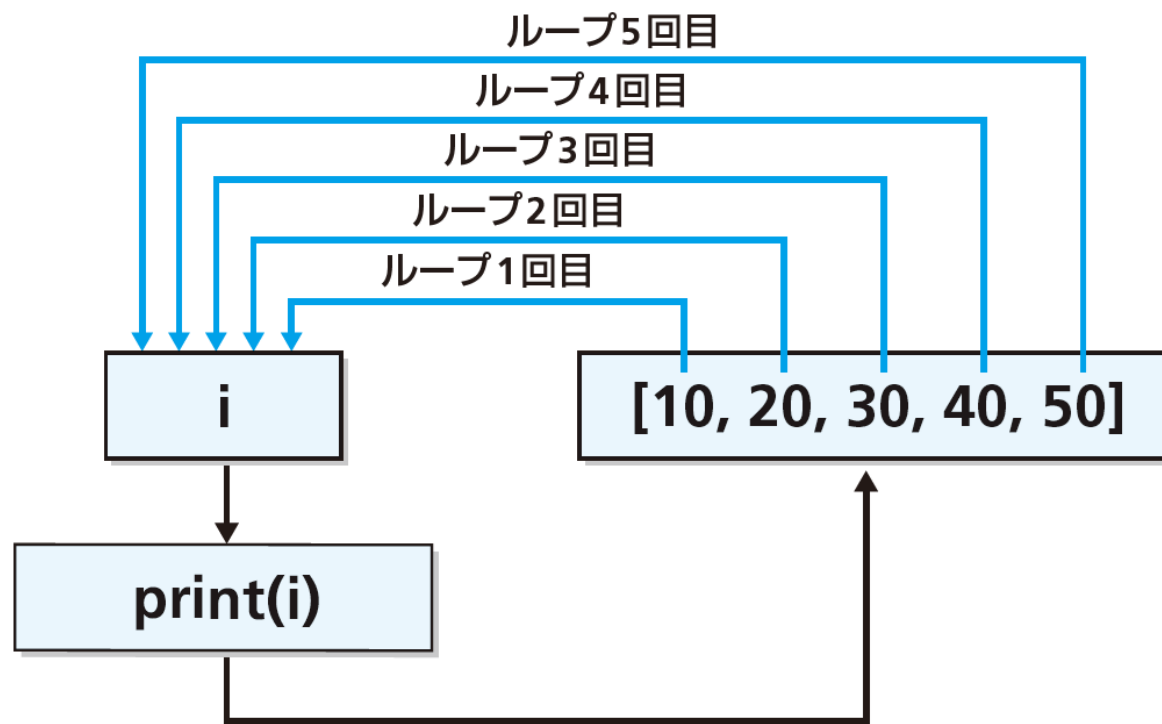 ループ5回目
ループ4回目
ループ3回目
ループ2回目
ループ1回目
i
[10, 20, 30, 40, 50]
print(i)